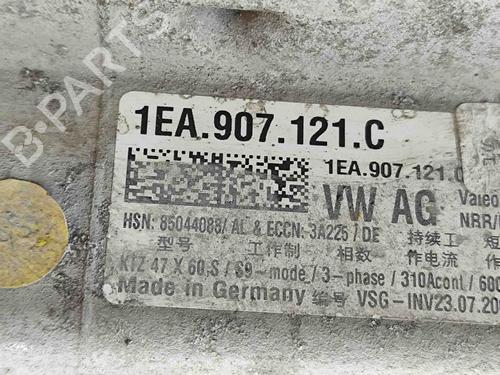 B-PARTS
1EA.907.121.C
1EA.907.121.C
VW AG
Valeo
NRR/
HSN: 85044088/ AL & ECCN: 3A225 / DE
型号 工作制 相数 持续工 短
作电流 作
KTZ 47 X 60,S / S9-mode / 3-phase / 310Acont / 600
Made in Germany 编号 VSG-INV23.07.20